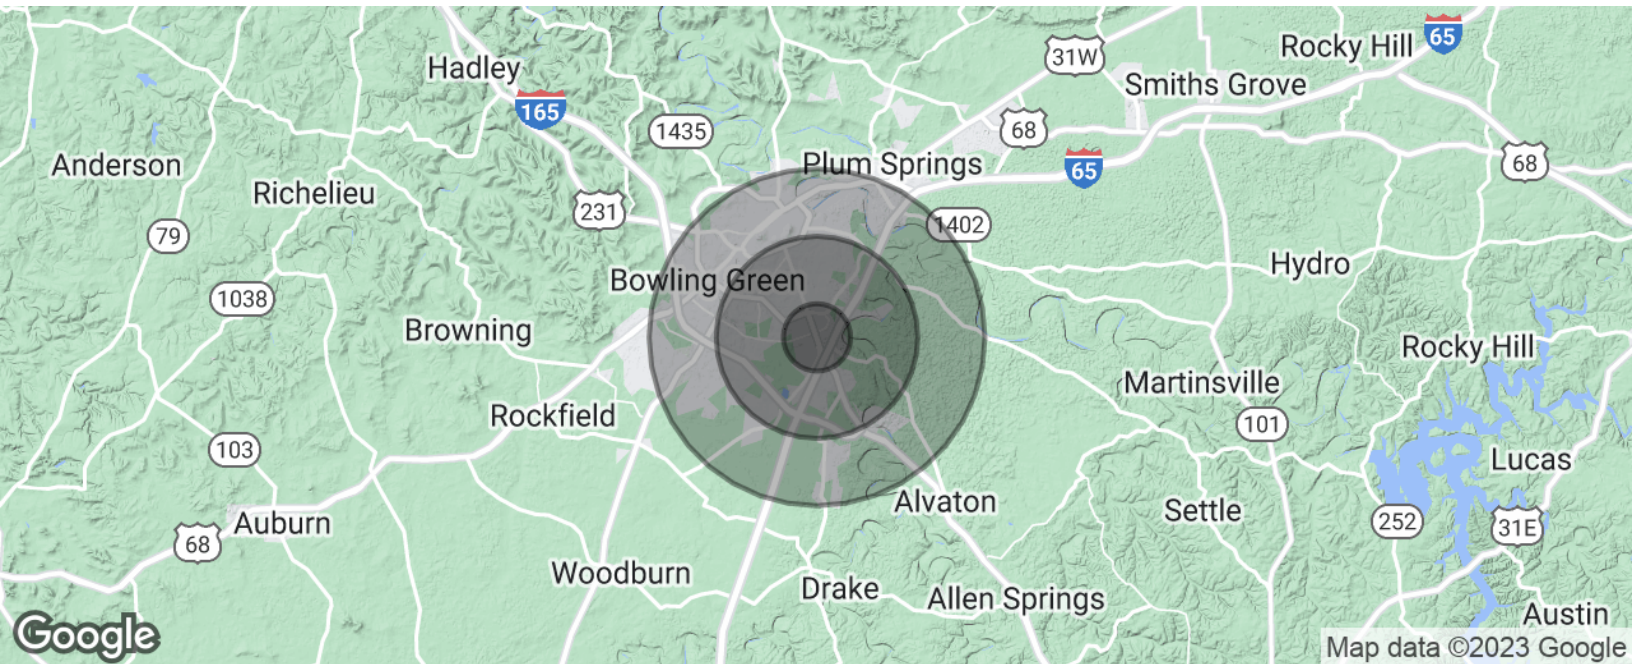 65
Rocky Hill
31W
Hadley
Smiths Grove
165
68
1435
Plum Springs
68
Anderson
65
Richelieu
231
1402
79
Hydro
Bowling Green
1038
Browning
Rocky Hill
Martinsville
Rockfield
101
103
Lucas
Alvaton
Settle
Auburn
252
31E
68
Woodburn
Drake
Allen Springs
Austin
Google
Map data ©2023 Google